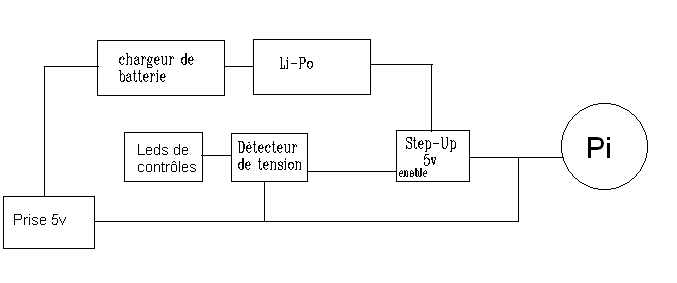 chargeur de
batterie
Li-Po
Leds de
contrôles
Détecteur
de tension
Step-Up
5v
enable
Pi
Prise 5v